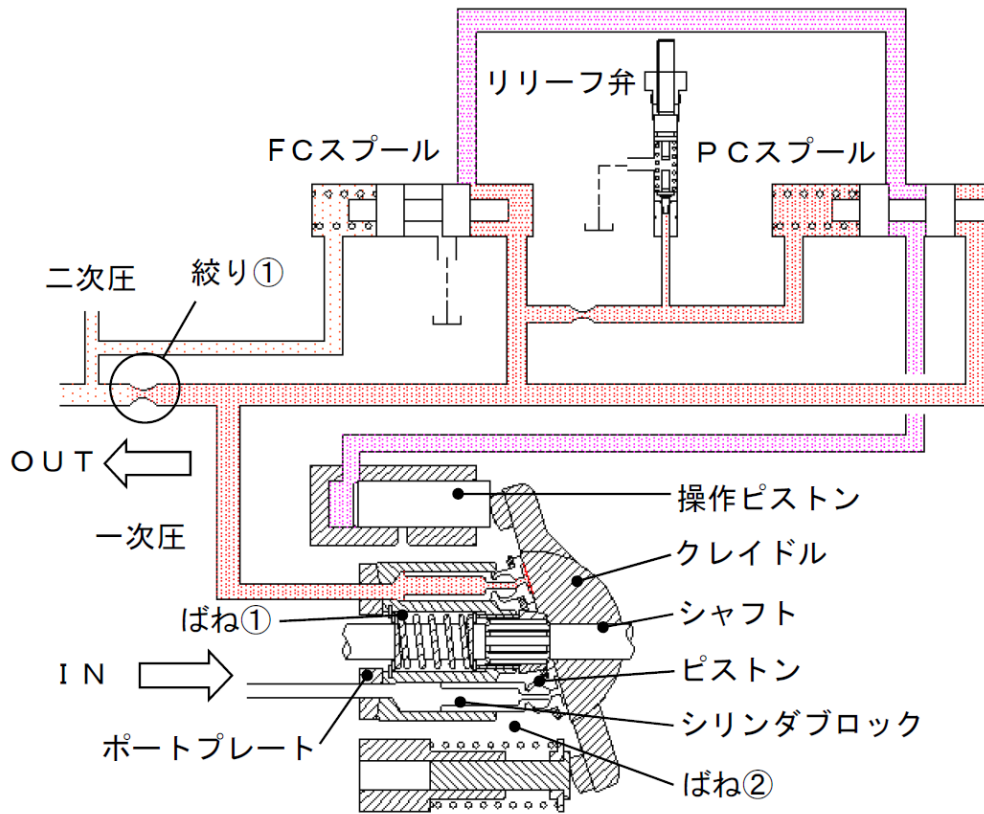 リリーフ弁
ＦＣスプール
ＰＣスプール
二次圧
絞り①
ＯＵＴ
操作ピストン
一次圧
クレイドル
ばね①
シャフト
ＩＮ
ピストン
シリンダブロック
ポートプレート
ばね②